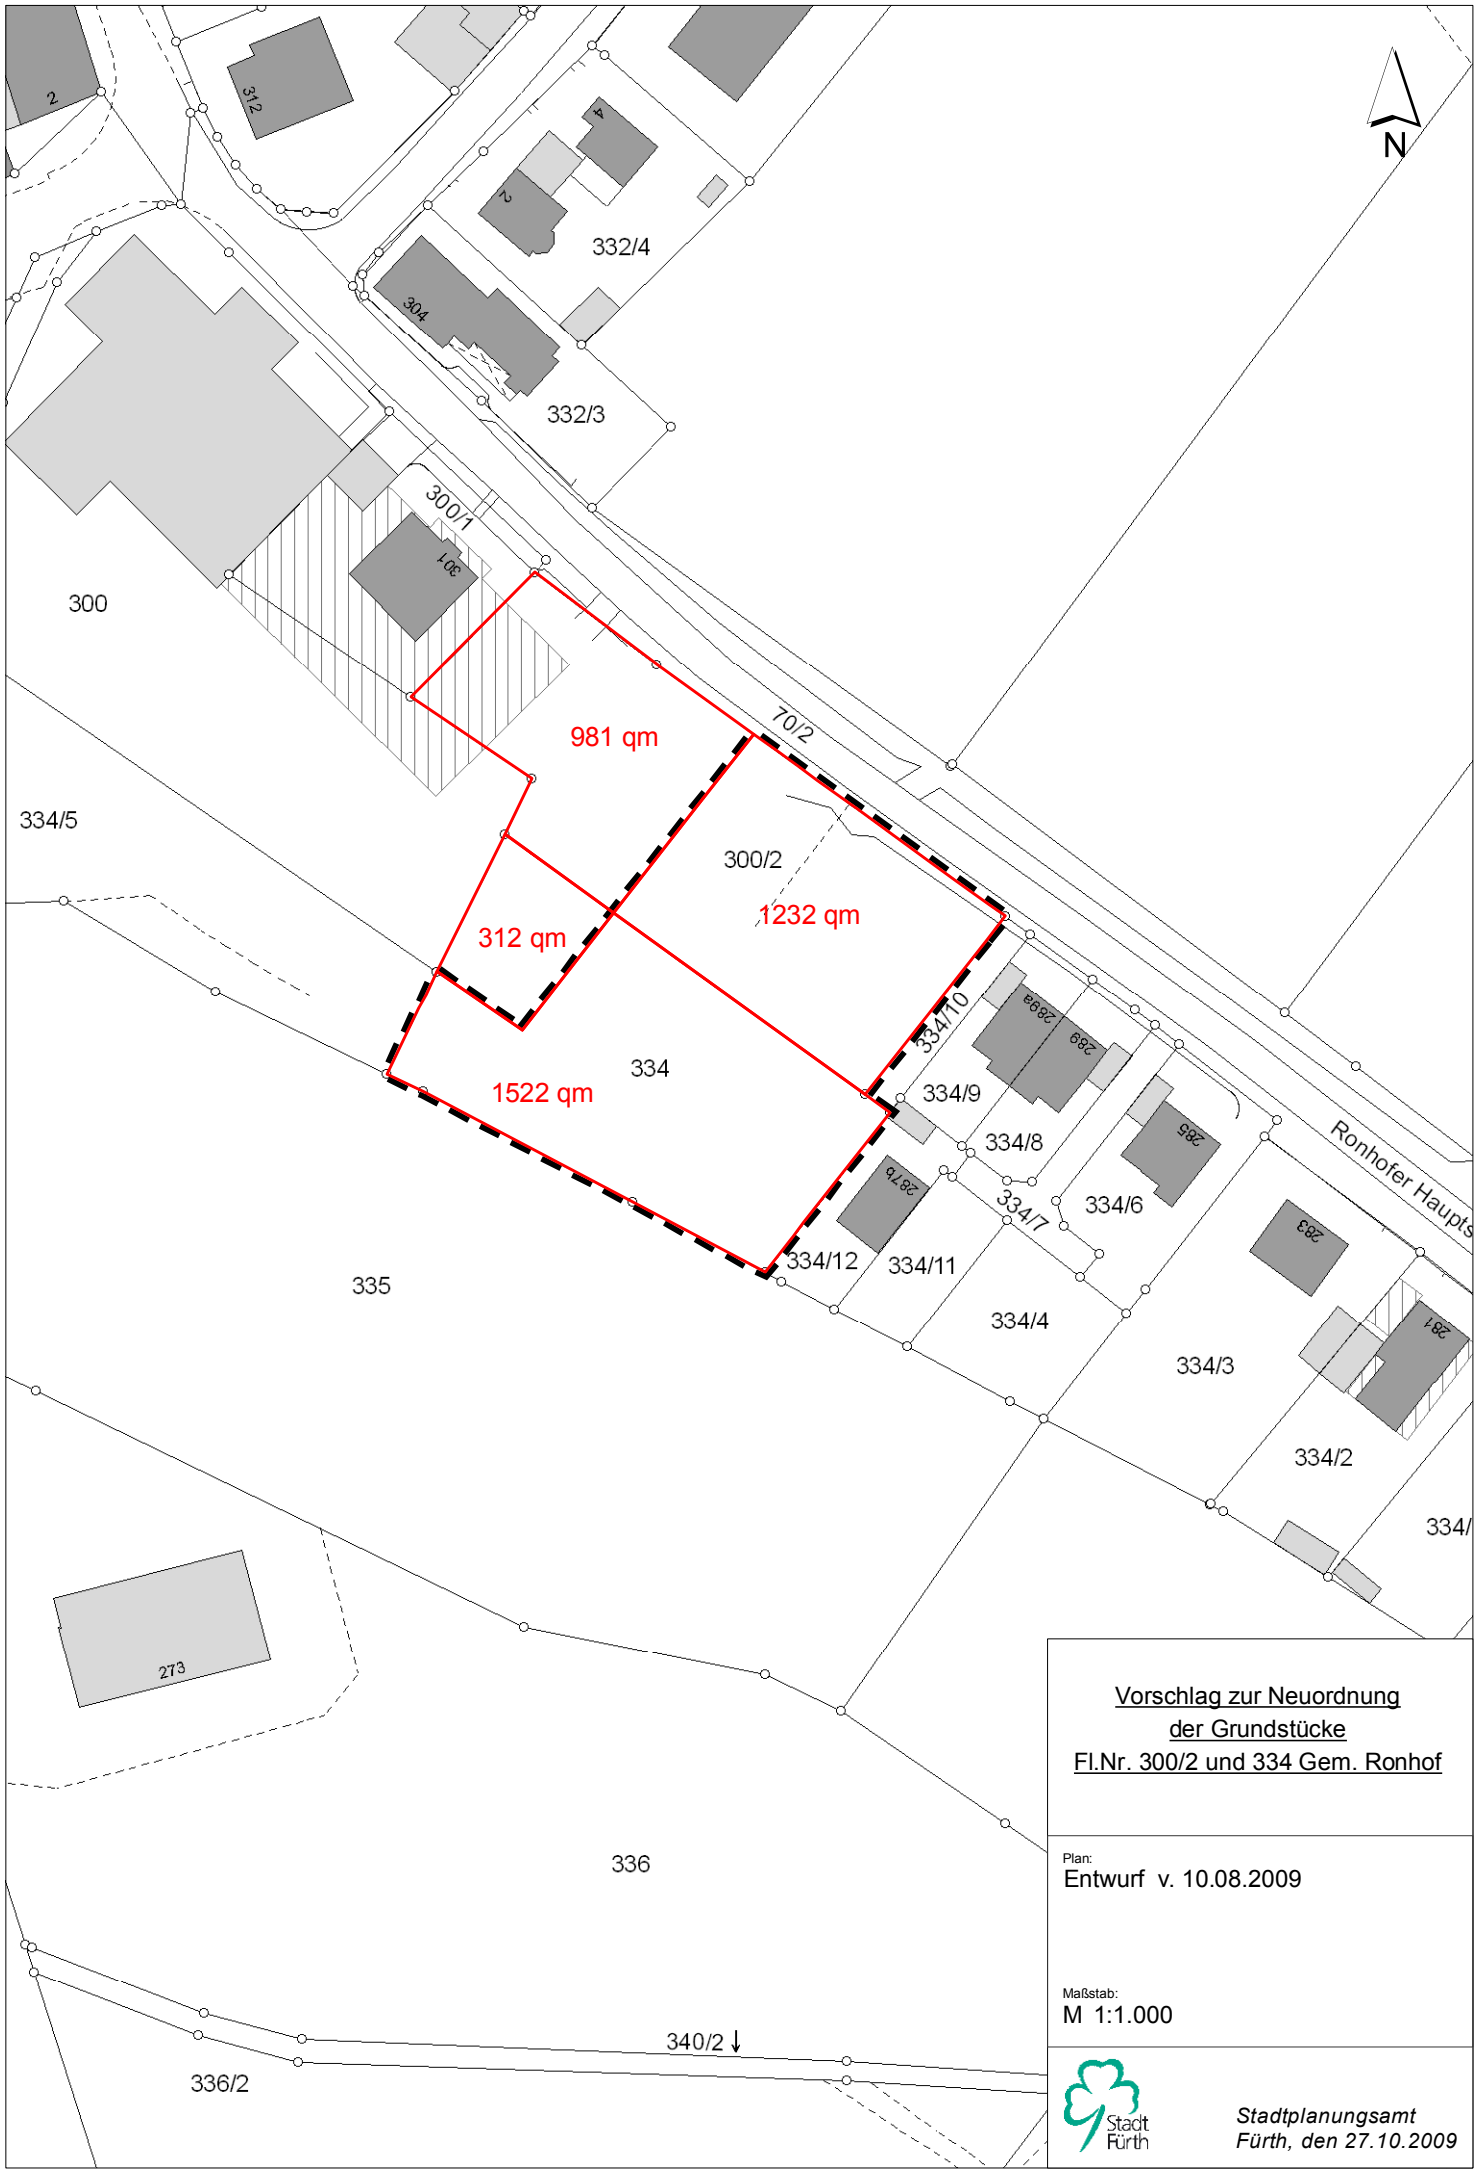 2
312
4
2
332/4
304
332/3
N
300/1
301
300
70/2
981 qm
334/5
300/2
1232 qm
312 qm
334/10
289a
289
334
1522 qm
334/9
334/8
285
Ronhofer Haupts
287b
334/7
334/6
283
334/12
334/11
335
334/4
281
334/3
334/2
334/
273
Vorschlag zur Neuordnung
der Grundstücke
Fl.Nr. 300/2 und 334 Gem. Ronhof
336
Plan:
Entwurf v. 10.08.2009
Maßstab:
M 1:1.000
340/2
336/2
Stadt
Fürth
Stadtplanungsamt
Fürth, den 27.10.2009